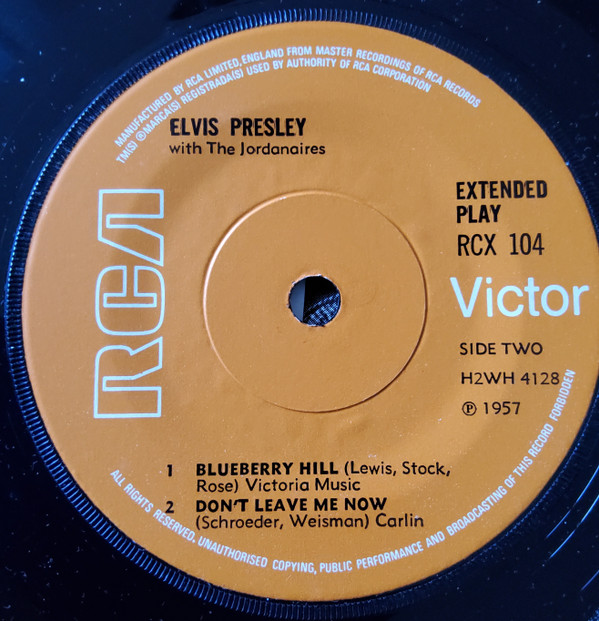 MANUFACTURED BY RCA LIMITED, ENGLAND FROM MASTER RECORDINGS OF RCA RECORDS
TM(S) ® MARCA(S) REGISTRADA(S) USED BY AUTHORITY OF RCA CORPORATION
ELVIS PRESLEY
with The Jordanaires
RCA
EXTENDED
PLAY
RCX 104
Victor
SIDE TWO
H2WH 4128
℗ 1957
1 BLUEBERRY HILL (Lewis, Stock,
Rose) Victoria Music
2 DON'T LEAVE ME NOW
(Schroeder, Weisman) Carlin
ALL RIGHTS RESERVED. UNAUTHORISED COPYING, PUBLIC PERFORMANCE AND BROADCASTING OF THIS RECORD FORBIDDEN